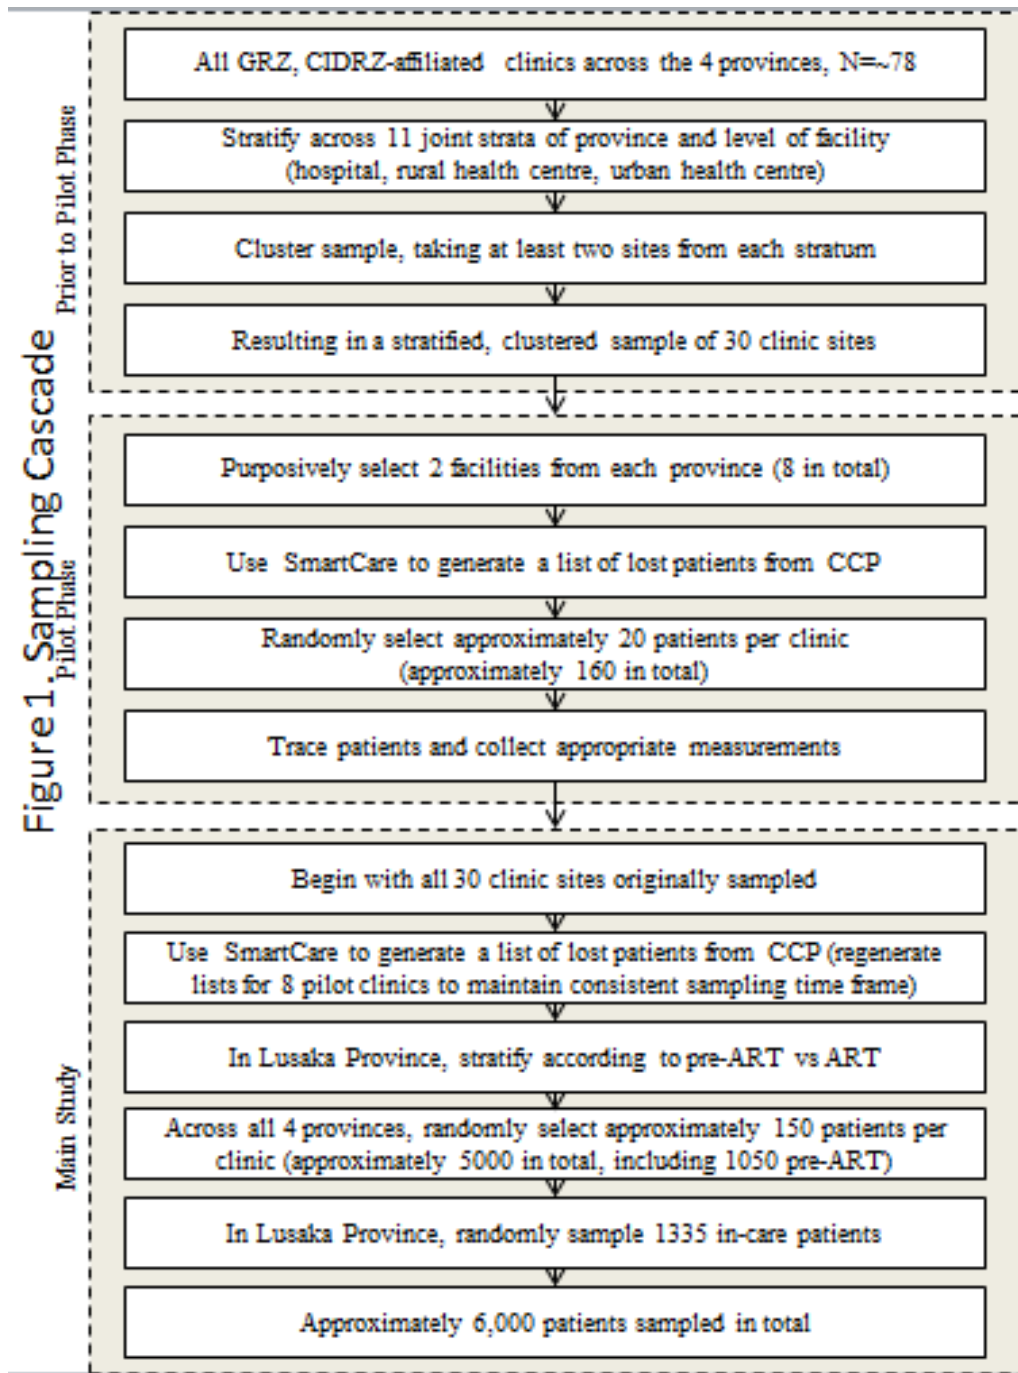 Figure 1. Sampling Cascade
Prior to Pilot Phase
All GRZ, CIDRZ-affiliated clinics across the 4 provinces, N=~78
Stratify across 11 joint strata of province and level of facility
(hospital, rural health centre, urban health centre)
Cluster sample, taking at least two sites from each stratum
Resulting in a stratified, clustered sample of 30 clinic sites
Pilot Phase
Purposively select 2 facilities from each province (8 in total)
Use SmartCare to generate a list of lost patients from CCP
Randomly select approximately 20 patients per clinic
(approximately 160 in total)
Trace patients and collect appropriate measurements
Main Study
Begin with all 30 clinic sites originally sampled
Use SmartCare to generate a list of lost patients from CCP (regenerate
lists for 8 pilot clinics to maintain consistent sampling time frame)
In Lusaka Province, stratify according to pre-ART vs ART
Across all 4 provinces, randomly select approximately 150 patients per
clinic (approximately 5000 in total, including 1050 pre-ART)
In Lusaka Province, randomly sample 1335 in-care patients
Approximately 6,000 patients sampled in total